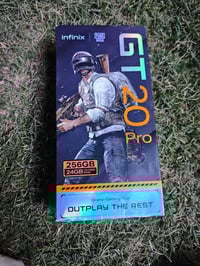 Infinix
GT 20
Pro
256GB
24GB
OUTPLAY THE REST